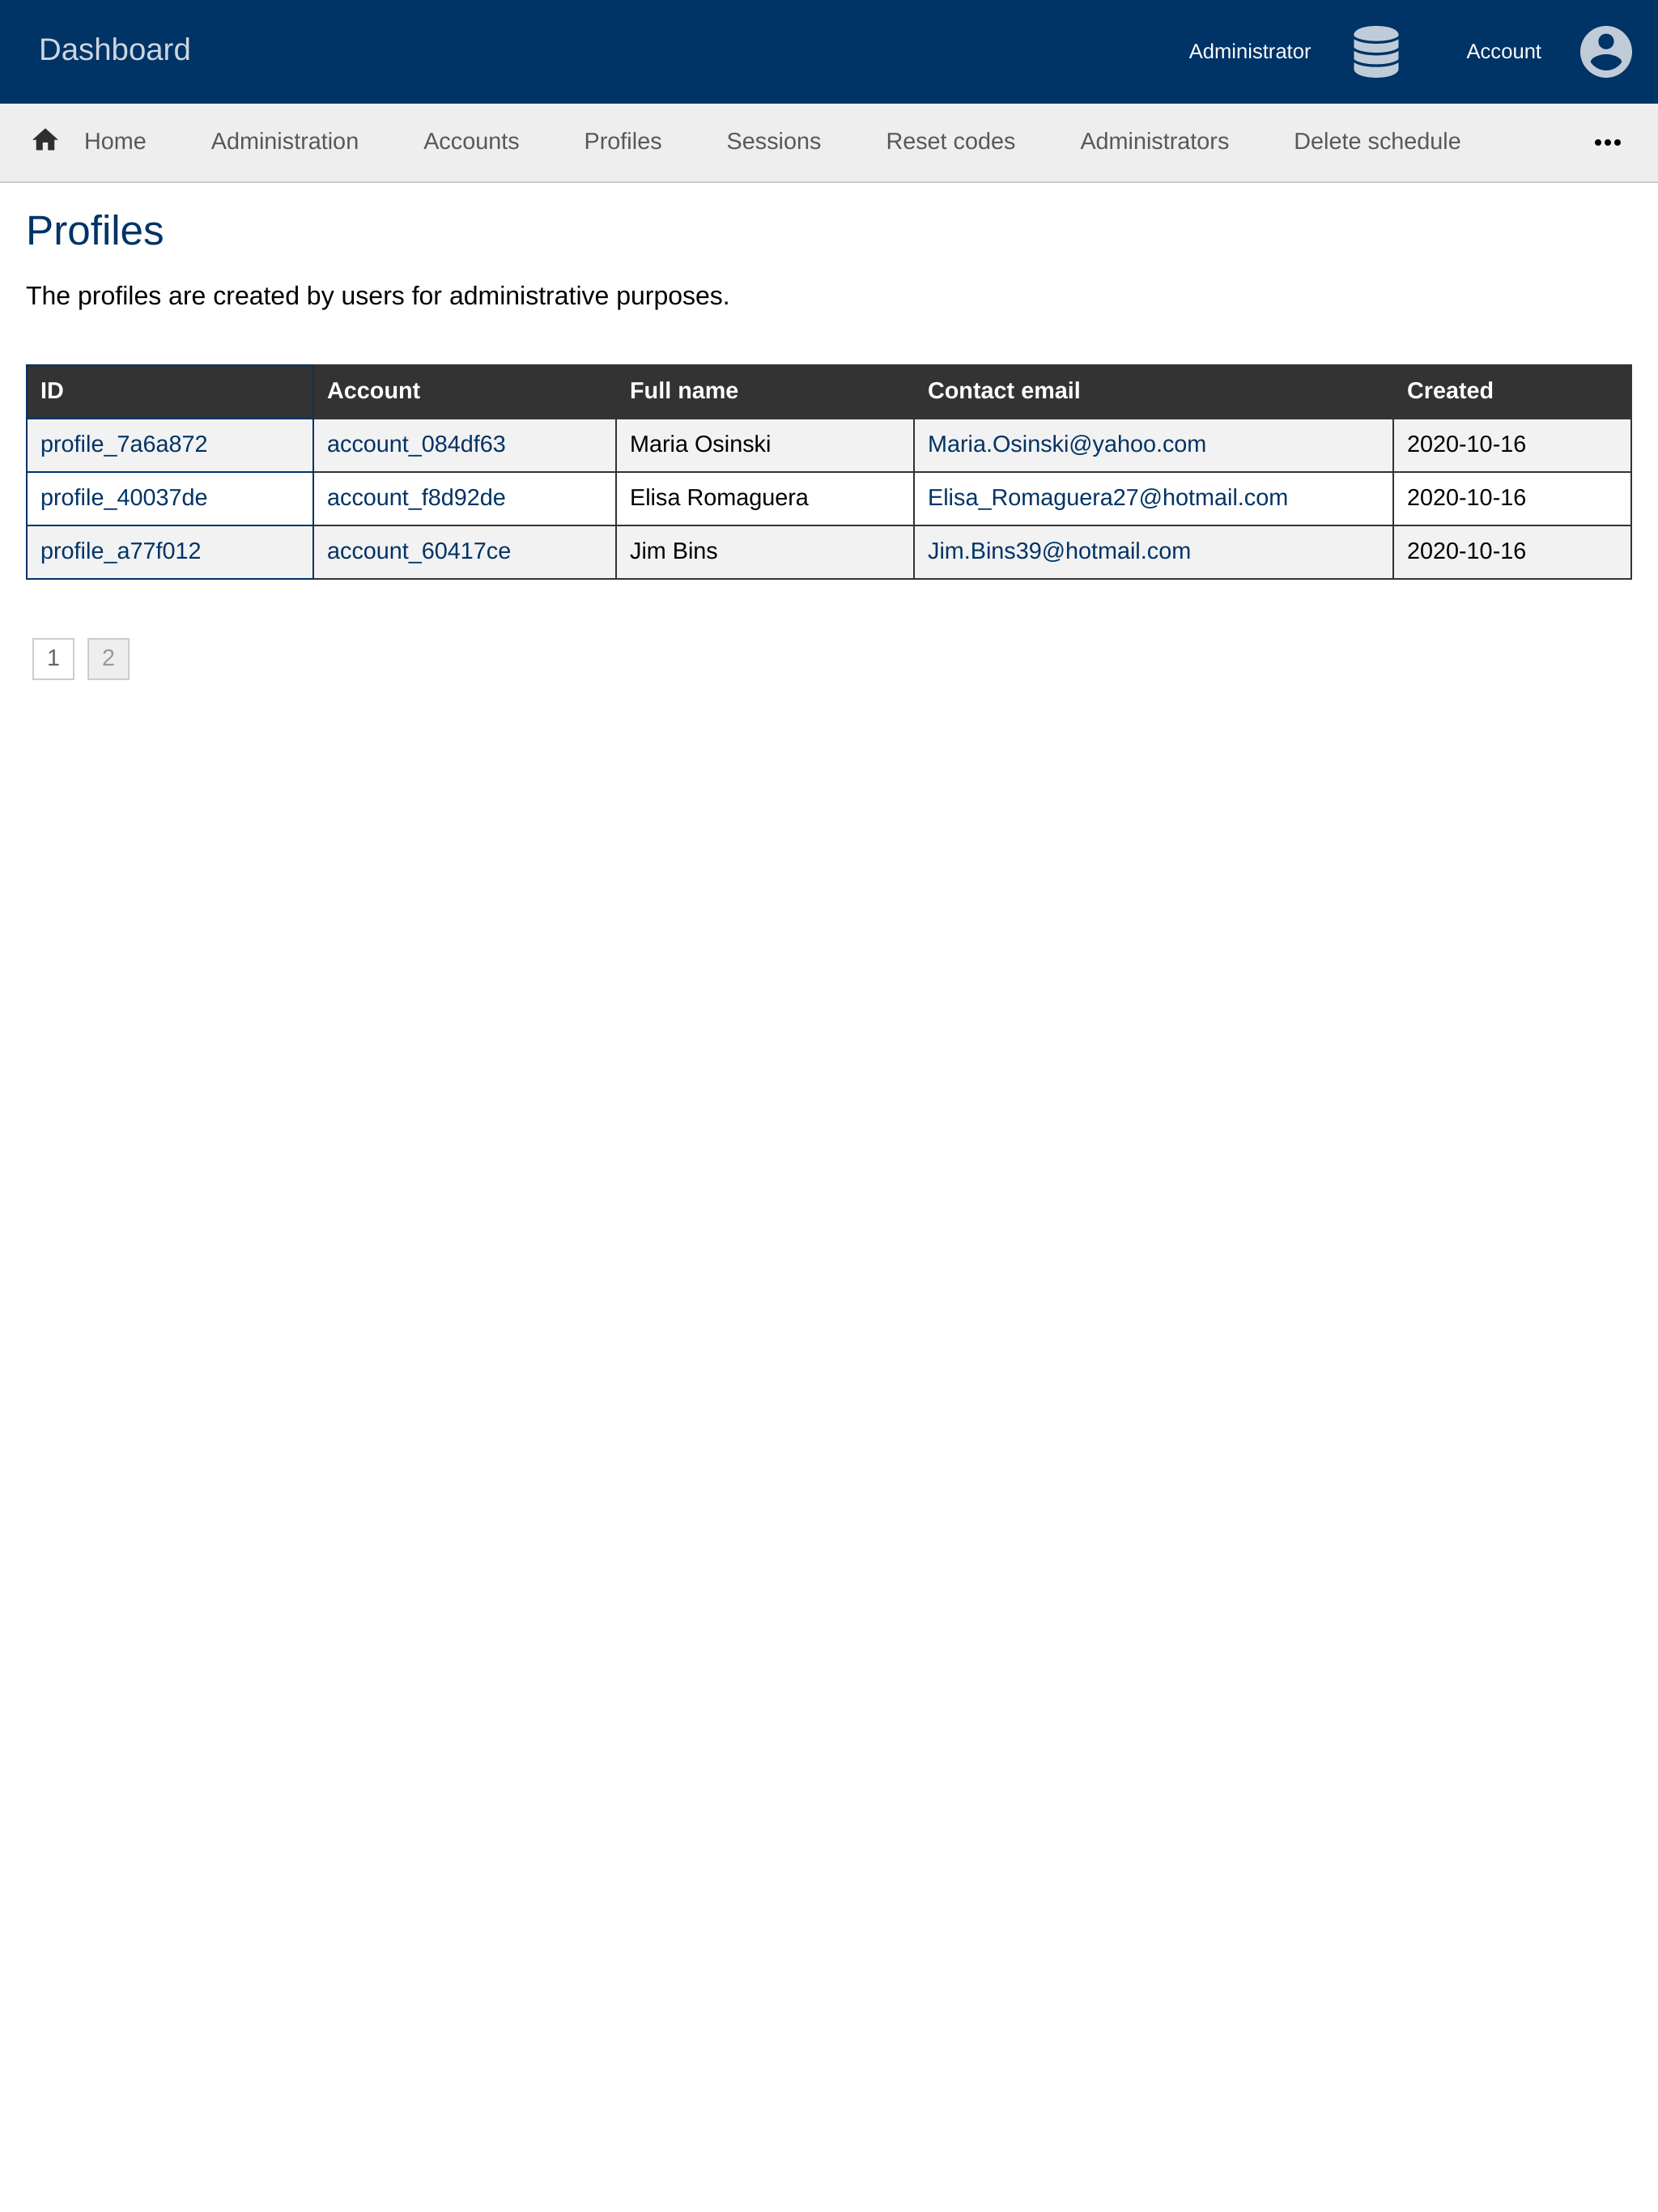 Dashboard Administrator Account
Home Administration Accounts Profiles Sessions Reset codes Administrators Delete schedule •••
Profiles
The profiles are created by users for administrative purposes.
ID Account Full name Contact email Created
profile_7a6a872 account_084df63 Maria Osinski Maria.Osinski@yahoo.com 2020-10-16
profile_40037de account_f8d92de Elisa Romaguera Elisa_Romaguera27@hotmail.com 2020-10-16
profile_a77f012 account_60417ce Jim Bins Jim.Bins39@hotmail.com 2020-10-16
1 2